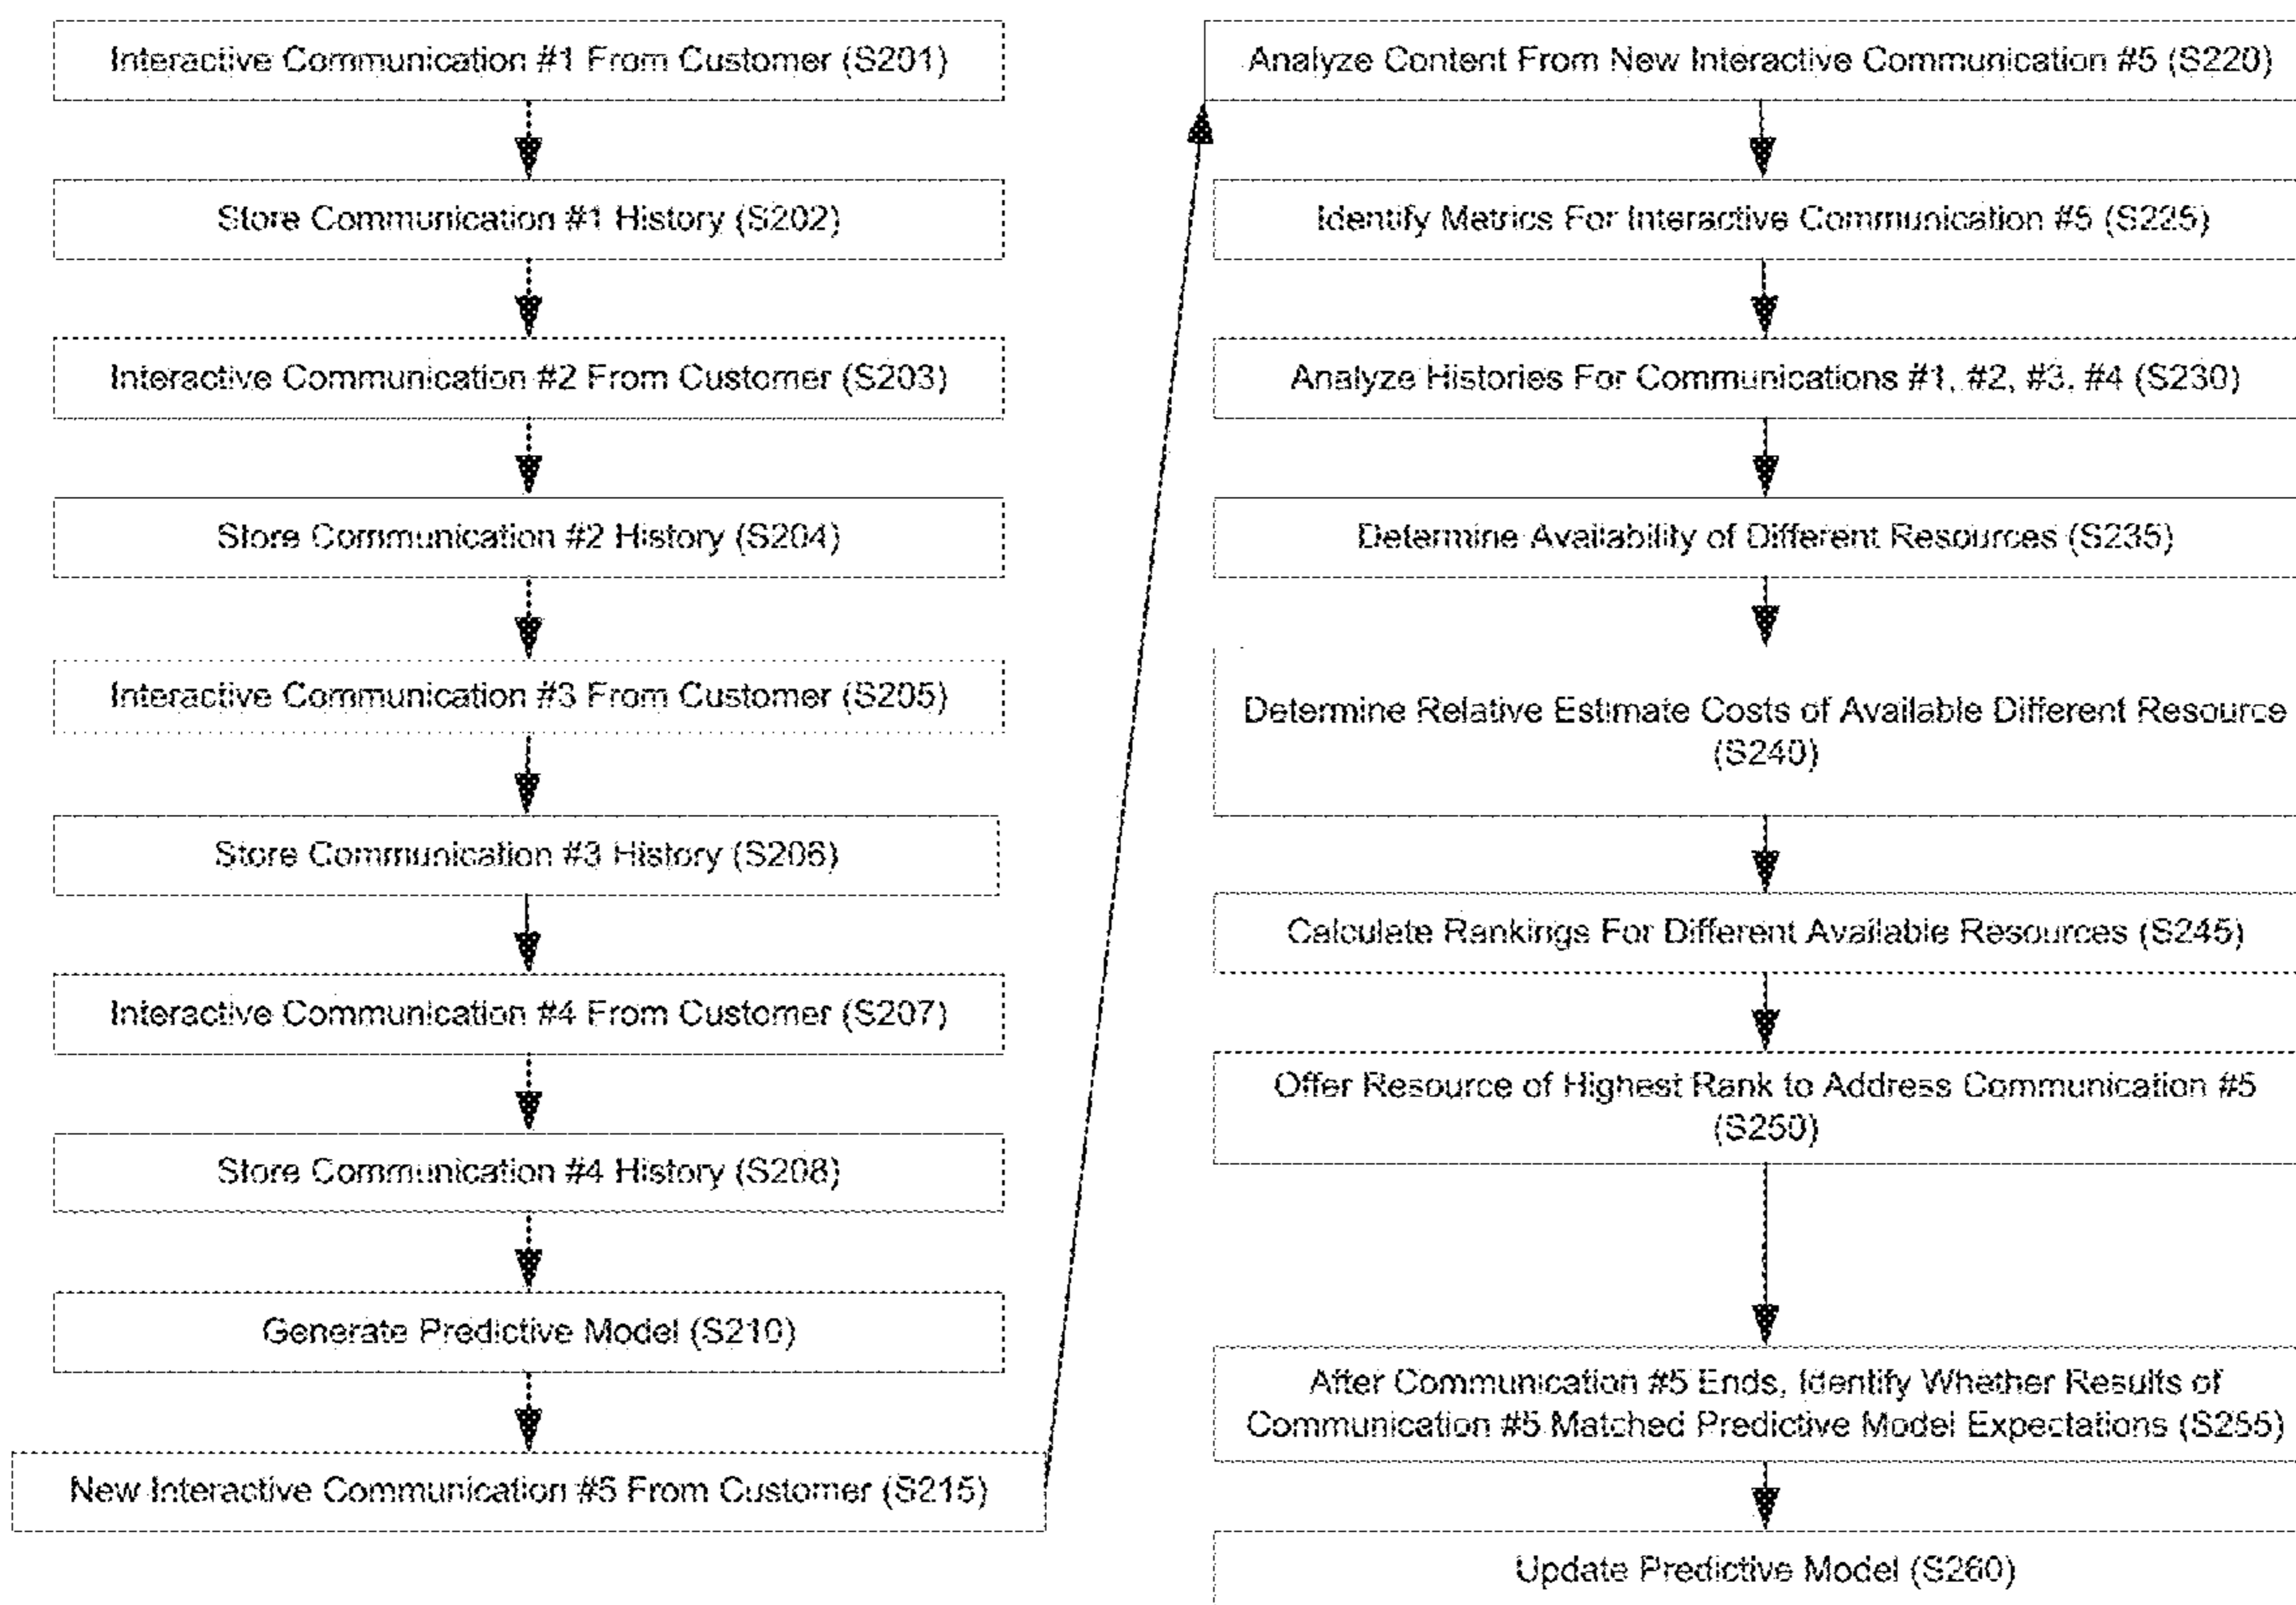 Interactive Communication #1 From Customer (S201)
Store Communication #1 History (S202)
Interactive Communication #2 From Customer (S203)
Store Communication #2 History (S204)
Interactive Communication #3 From Customer (S205)
Store Communication #3 History (S206)
Interactive Communication #4 From Customer (S207)
Store Communication #4 History (S208)
Generate Predictive Model (S210)
New Interactive Communication #5 From Customer (S215)
Analyze Content From New Interactive Communication #5 (S220)
Identify Metrics For Interactive Communication #5 (S225)
Analyze Histories For Communications #1, #2, #3, #4 (S230)
Determine Availability of Different Resources (S235)
Determine Relative Estimate Costs of Available Different Resource
(S240)
Calculate Rankings For Different Available Resources (S245)
Offer Resource of Highest Rank to Address Communication #5
(S250)
After Communication #5 Ends, Identify Whether Results of
Communication #5 Matched Predictive Model Expectations (S255)
Update Predictive Model (S260)